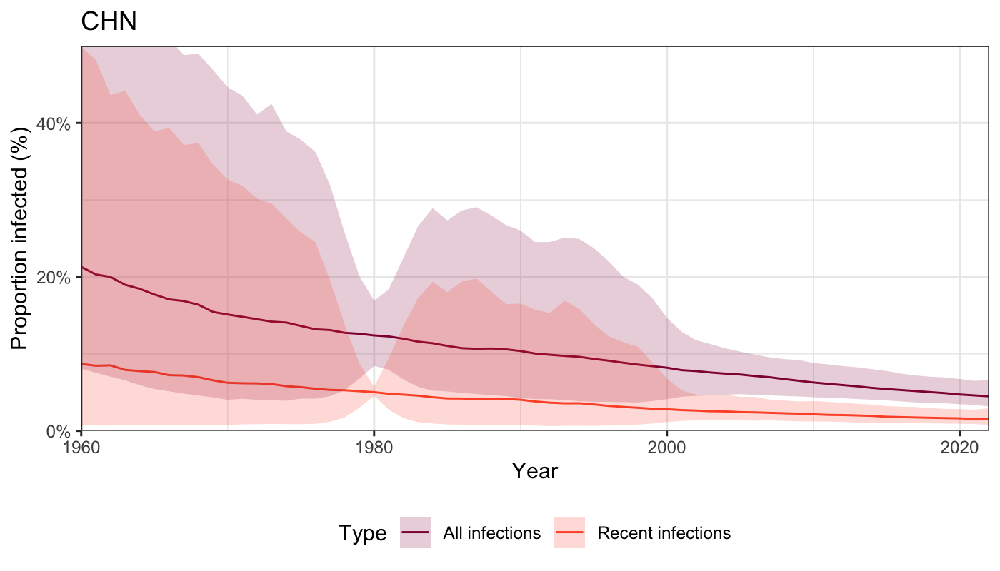 CHN
Proportion infected (%)
40%
20%
0%
1960 1980 2000 2020
Year
Type All infections Recent infections